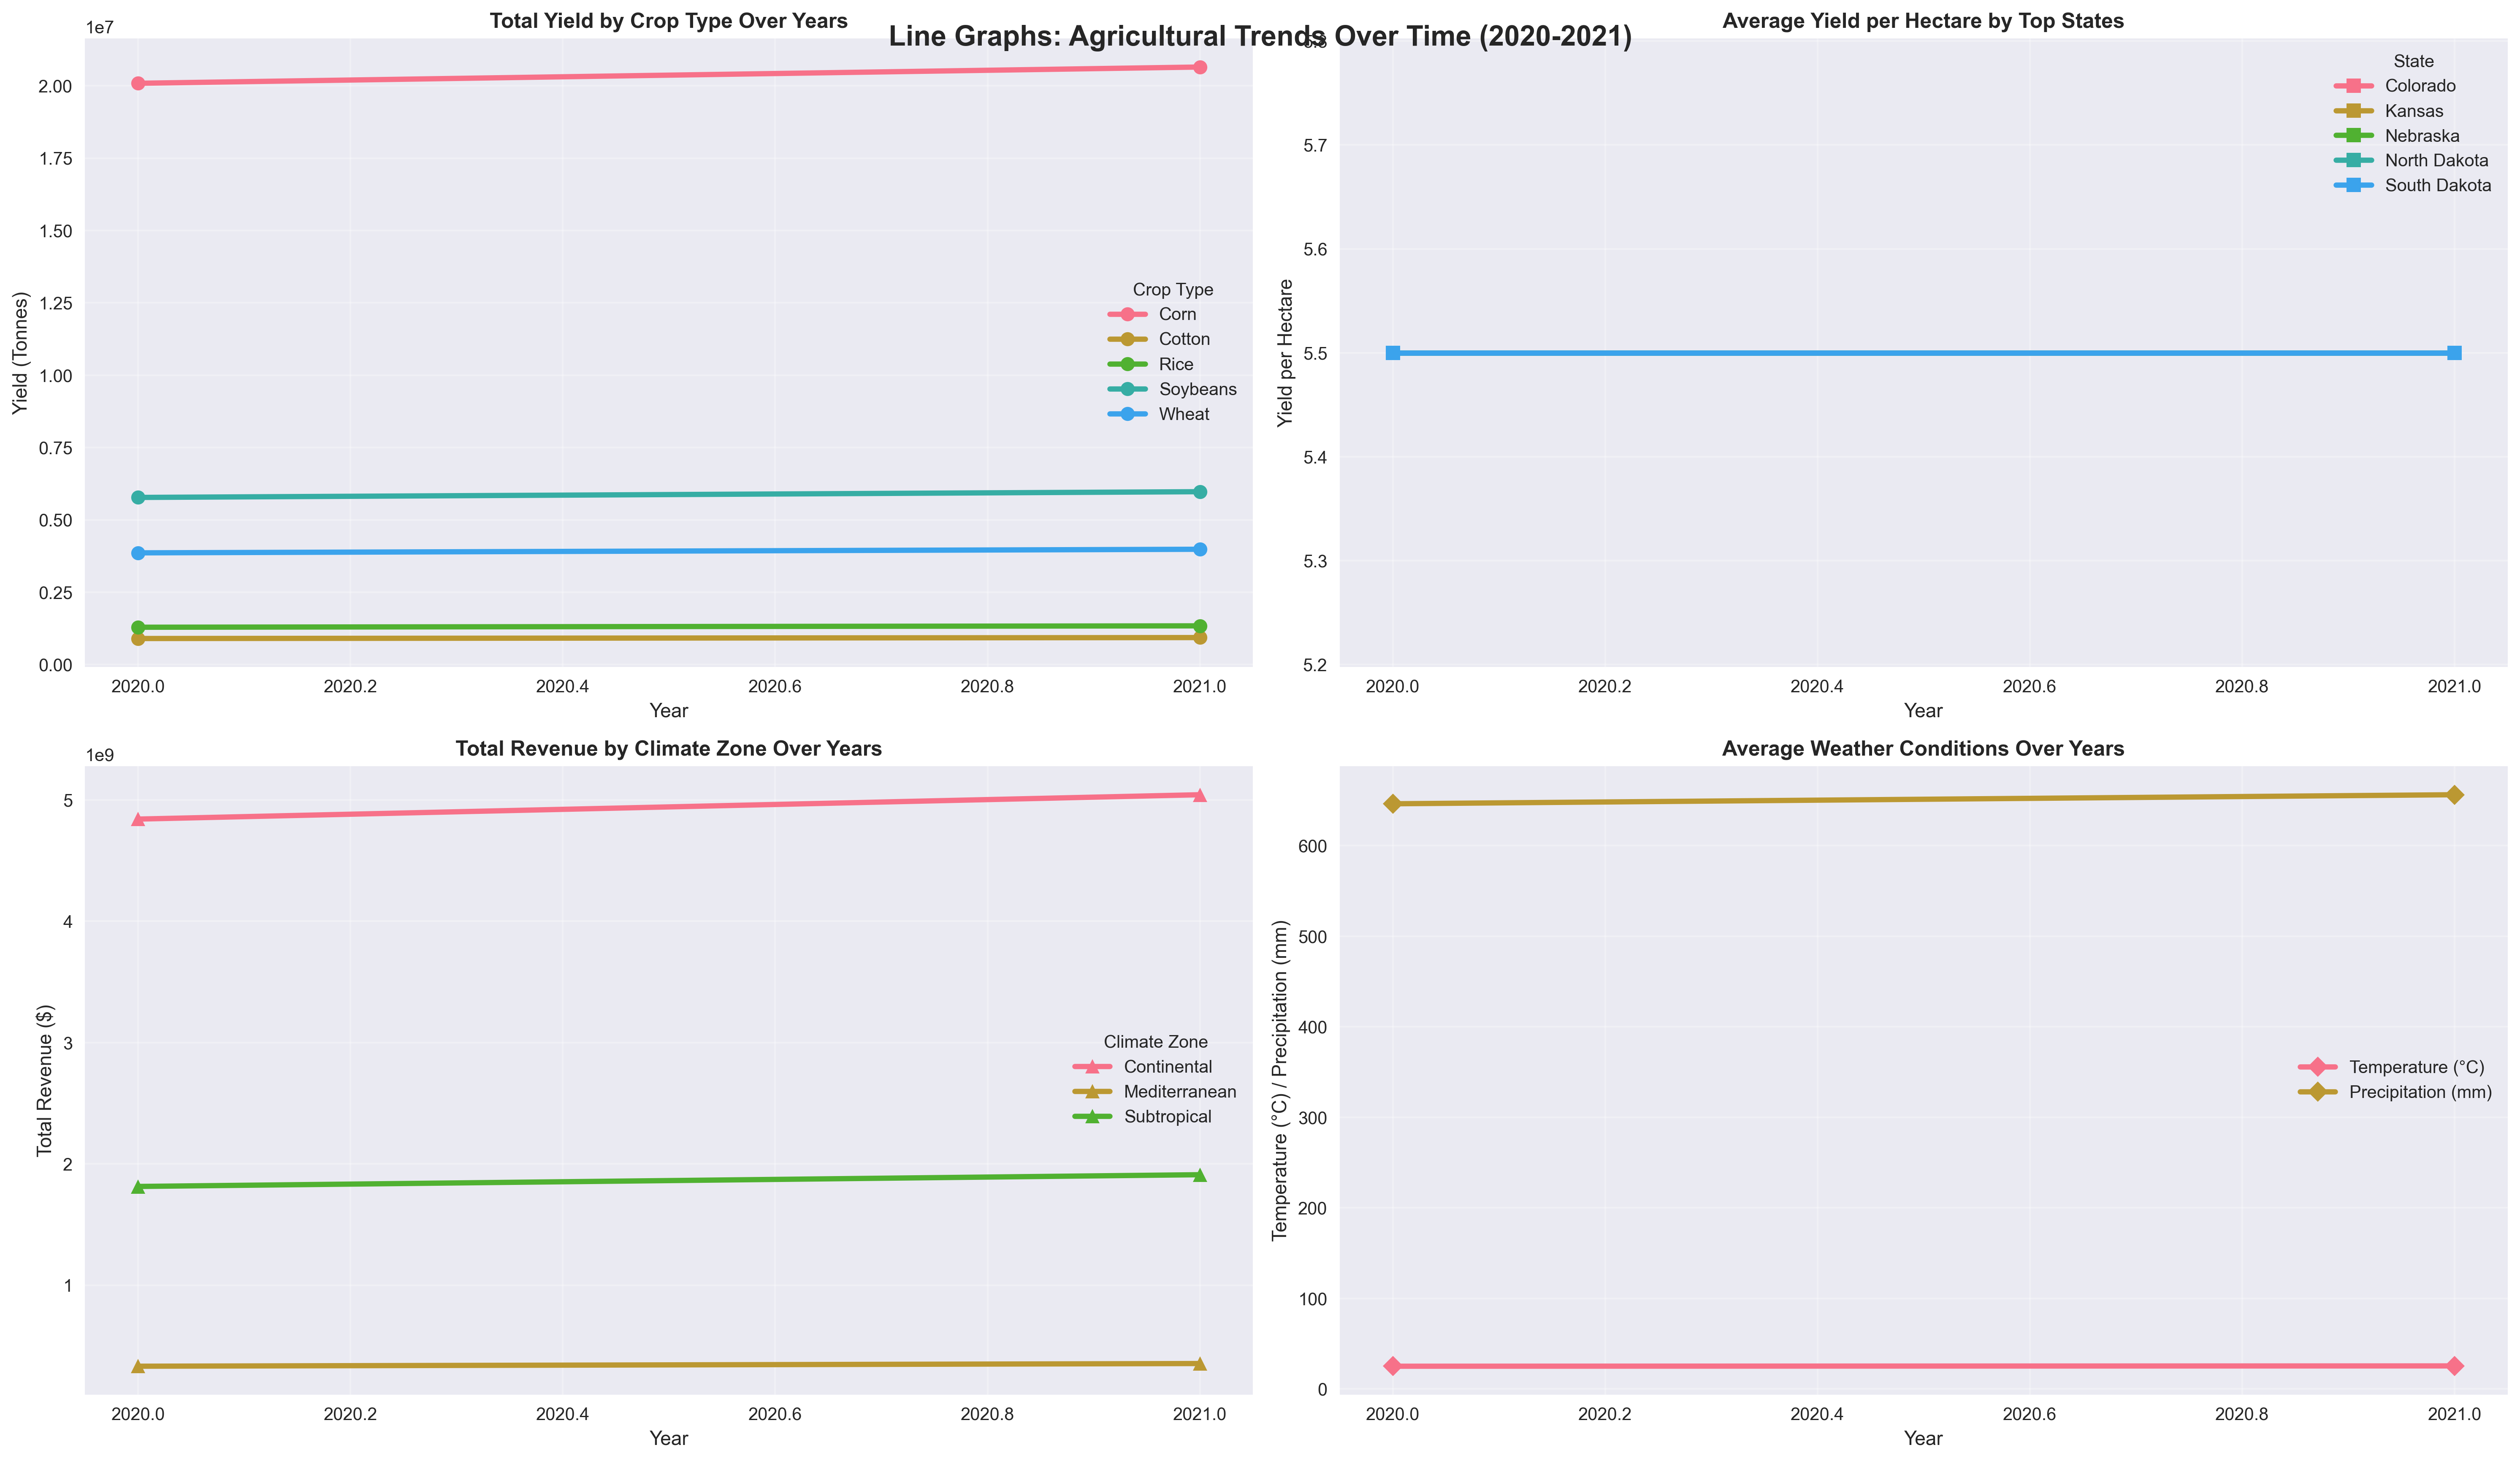 Line Graphs: Agricultural Trends Over Time (2020-2021)
Total Yield by Crop Type Over Years
1e7
Yield (Tonnes)
2.00
1.75
1.50
1.25
1.00
0.75
0.50
0.25
0.00
Crop Type
Corn
Cotton
Rice
Soybeans
Wheat
2020.0 2020.2 2020.4 2020.6 2020.8 2021.0
Year
Average Yield per Hectare by Top States
Yield per Hectare
5.8
5.7
5.6
5.5
5.4
5.3
5.2
State
Colorado
Kansas
Nebraska
North Dakota
South Dakota
2020.0 2020.2 2020.4 2020.6 2020.8 2021.0
Year
Total Revenue by Climate Zone Over Years
1e9
Total Revenue ($)
5
4
3
2
1
Climate Zone
Continental
Mediterranean
Subtropical
2020.0 2020.2 2020.4 2020.6 2020.8 2021.0
Year
Average Weather Conditions Over Years
Temperature (°C) / Precipitation (mm)
600
500
400
300
200
100
0
Temperature (°C)
Precipitation (mm)
2020.0 2020.2 2020.4 2020.6 2020.8 2021.0
Year